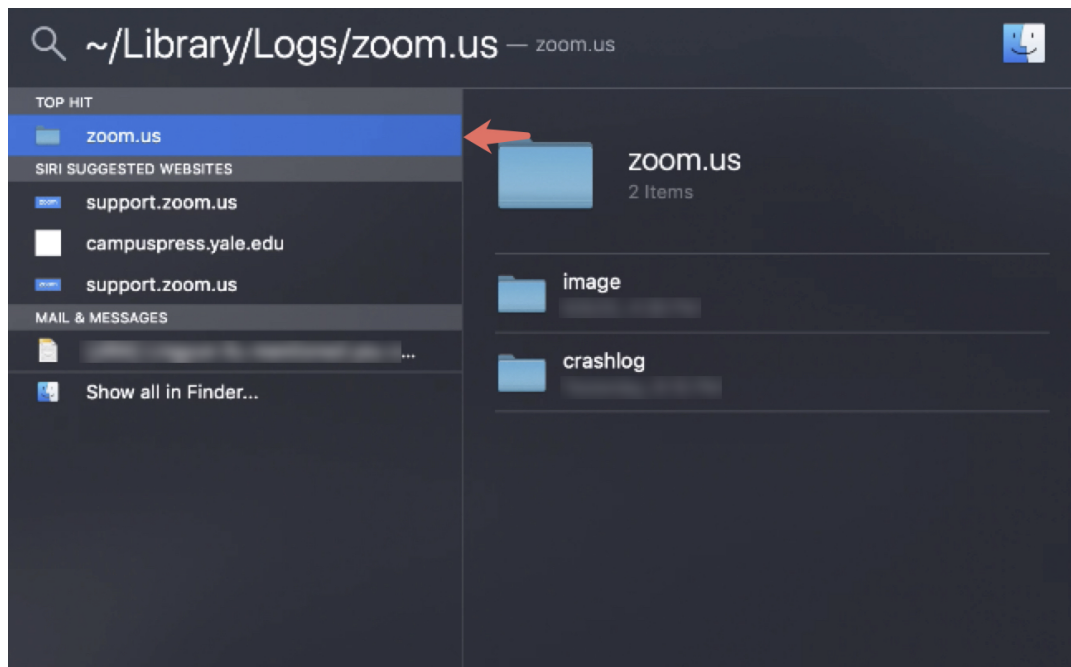 ~/Library/Logs/zoom.us — zoom.us
TOP HIT
zoom.us
SIRI SUGGESTED WEBSITES
support.zoom.us
campuspress.yale.edu
support.zoom.us
MAIL & MESSAGES
...
Show all in Finder...
zoom.us
2 Items
image
crashlog